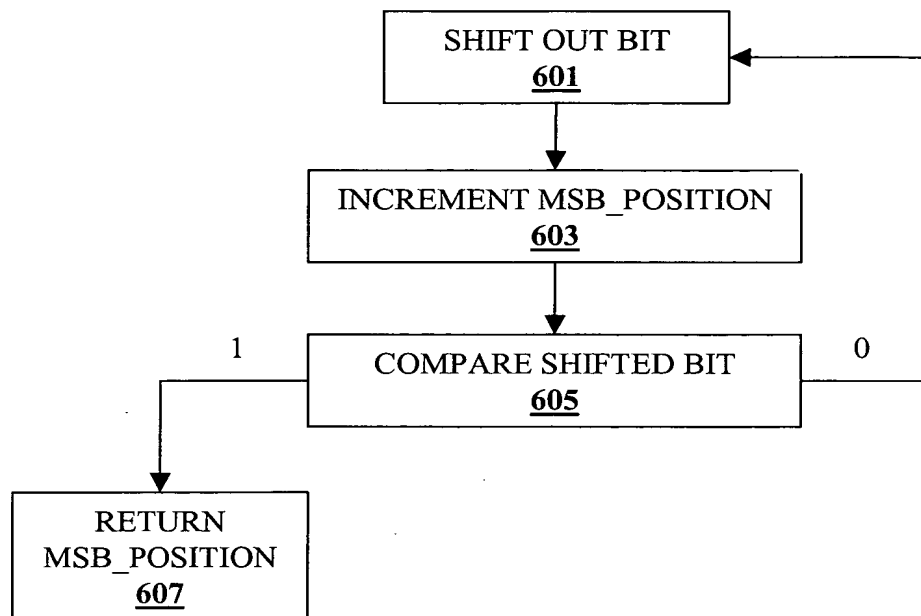 SHIFT OUT BIT
601
INCREMENT MSB_POSITION
603
1
0
COMPARE SHIFTED BIT
605
RETURN
MSB_POSITION
607